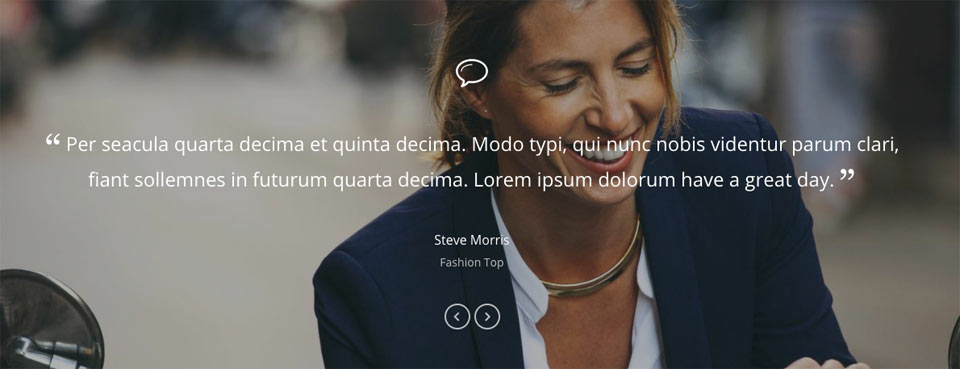 “ Per seacula quarta decima et quinta decima. Modo typi, qui nunc nobis videntur parum clari,
fiant sollemnes in futurum quarta decima. Lorem ipsum dolorum have a great day. ”
Steve Morris
Fashion Top